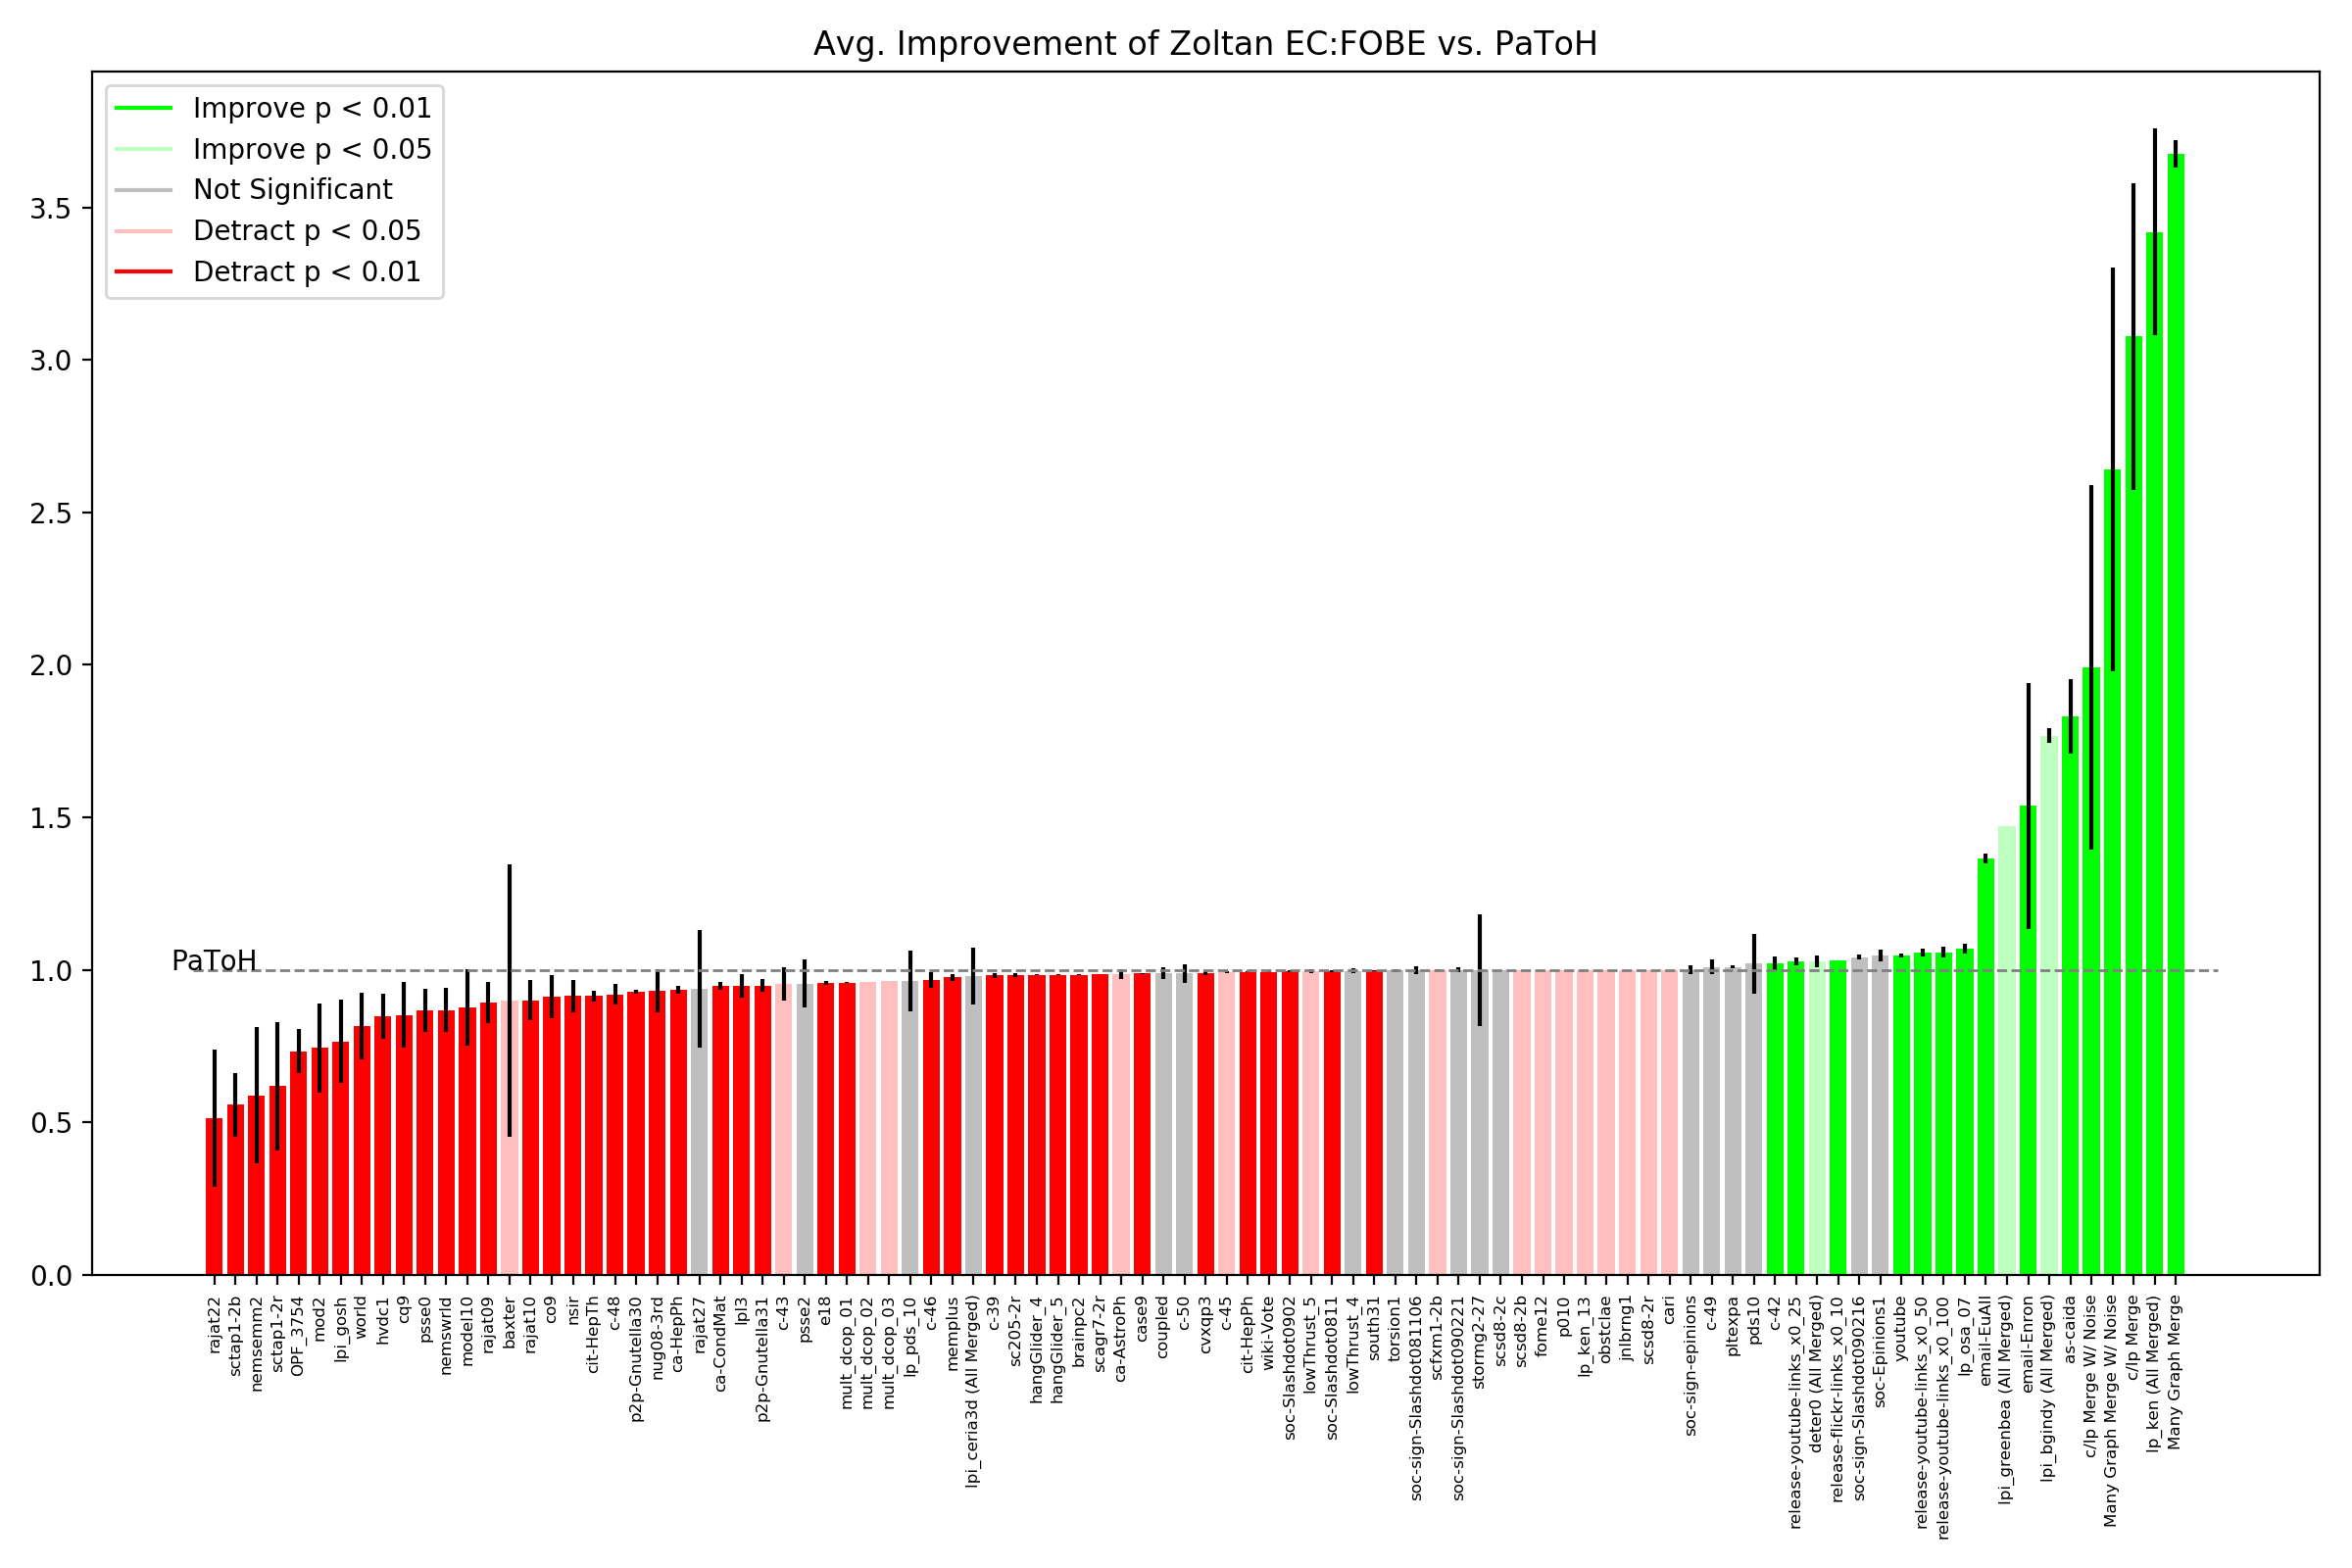 Avg. Improvement of Zoltan EC:FOBE vs. PaToH
Improve p < 0.01
Improve p < 0.05
Not Significant
Detract p < 0.05
Detract p < 0.01
3.5
3.0
2.5
2.0
1.5
1.0
0.5
0.0
PaToH
rajat22
sctap1-2b
nemsemm2
sctap1-2r
OPF_3754
mod2
lpi_gosh
world
hvdc1
cq9
psse0
nemswrld
model10
rajat09
baxter
rajat10
co9
nsir
cit-HepTh
c-48
p2p-Gnutella30
nug08-3rd
ca-HepPh
rajat27
ca-CondMat
lpl3
p2p-Gnutella31
c-43
psse2
e18
mult_dcop_01
mult_dcop_02
mult_dcop_03
lp_pds_10
c-46
memplus
lpi_ceria3d (All Merged)
c-39
sc205-2r
hangGlider_4
hangGlider_5
brainpc2
scagr7-2r
ca-AstroPh
case9
coupled
c-50
cvxqp3
c-45
cit-HepPh
wiki-Vote
soc-Slashdot0902
lowThrust_5
soc-Slashdot0811
lowThrust_4
south31
torsion1
soc-sign-Slashdot081106
scfxm1-2b
soc-sign-Slashdot090221
stormg2-27
scsd8-2c
scsd8-2b
fome12
p010
lp_ken_13
obstclae
jnlbrng1
scsd8-2r
cari
soc-sign-epinions
c-49
pltexpa
pds10
c-42
release-youtube-links_x0_25
deter0 (All Merged)
release-flickr-links_x0_10
soc-sign-Slashdot090216
soc-Epinions1
youtube
release-youtube-links_x0_50
release-youtube-links_x0_100
lp_osa_07
email-EuAll
lpi_greenbea (All Merged)
email-Enron
lpi_bgindy (All Merged)
as-caida
c/lp Merge W/ Noise
Many Graph Merge W/ Noise
c/lp Merge
lp_ken (All Merged)
Many Graph Merge